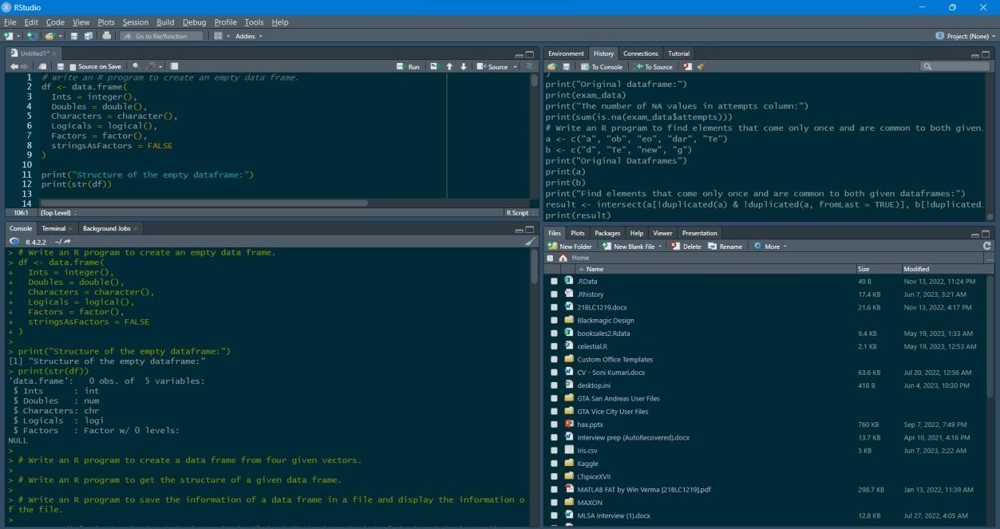 RStudio
File Edit Code View Plots Session Build Debug Profile Tools Help
Go to file/function Addins Project: (None)
Untitled1*
Source on Save Run Source
1 # Write an R program to create an empty data frame.
2 df <- data.frame(
3 Ints = integer(),
4 Doubles = double(),
5 Characters = character(),
6 Logicals = logical(),
7 Factors = factor(),
8 stringsAsFactors = FALSE
9 )
10
11 print("Structure of the empty dataframe:")
12 print(str(df))
13
14
106:1 (Top Level) R Script
Console Terminal Background Jobs
R 4.2.2 · ~/
> # Write an R program to create an empty data frame.
> df <- data.frame(
+ Ints = integer(),
+ Doubles = double(),
+ Characters = character(),
+ Logicals = logical(),
+ Factors = factor(),
+ stringsAsFactors = FALSE
+ )
>
> print("Structure of the empty dataframe:")
[1] "Structure of the empty dataframe:"
> print(str(df))
'data.frame': 0 obs. of 5 variables:
$ Ints : int
$ Doubles : num
$ Characters: chr
$ Logicals : logi
$ Factors : Factor w/ 0 levels:
NULL
>
> # Write an R program to create a data frame from four given vectors.
>
> # Write an R program to get the structure of a given data frame.
>
> # Write an R program to save the information of a data frame in a file and display the information o
f the file.
>
Environment History Connections Tutorial
To Console To Source
)
print("Original dataframe:")
print(exam_data)
print("The number of NA values in attempts column:")
print(sum(is.na(exam_data$attempts)))
# Write an R program to find elements that come only once and are common to both given…
a <- c("a", "ob", "eo", "dar", "Te")
b <- c("d", "Te", "new", "g")
print("Original Dataframes")
print(a)
print(b)
print("Find elements that come only once and are common to both given dataframes:")
result <- intersect(a[!duplicated(a) & !duplicated(a, fromLast = TRUE)], b[!duplicated…
print(result)
Files Plots Packages Help Viewer Presentation
New Folder New Blank File Delete Rename More
Home ...
Name Size Modified
.RData 49 B Nov 13, 2022, 11:24 PM
.Rhistory 17.4 KB Jun 7, 2023, 3:21 AM
21BLC1219.docx 21.6 KB Nov 13, 2022, 4:17 PM
Blackmagic Design
booksales2.Rdata 9.4 KB May 19, 2023, 1:33 AM
celestial.R 2.1 KB May 19, 2023, 12:53 AM
Custom Office Templates
CV - Soni Kumari.docx 63.6 KB Jul 20, 2022, 12:56 AM
desktop.ini 418 B Jun 4, 2023, 10:30 PM
GTA San Andreas User Files
GTA Vice City User Files
hax.pptx 760 KB Sep 7, 2022, 7:49 PM
Interview prep (AutoRecovered).docx 13.7 KB Apr 10, 2021, 4:16 PM
Iris.csv 5 KB Jun 7, 2023, 2:22 AM
Kaggle
LTspiceXVII
MATLAB FAT by Win Verma [21BLC1219].pdf 298.7 KB Jan 13, 2022, 11:39 AM
MAXON
MLSA Interview (1).docx 12.8 KB Jul 27, 2022, 4:05 AM